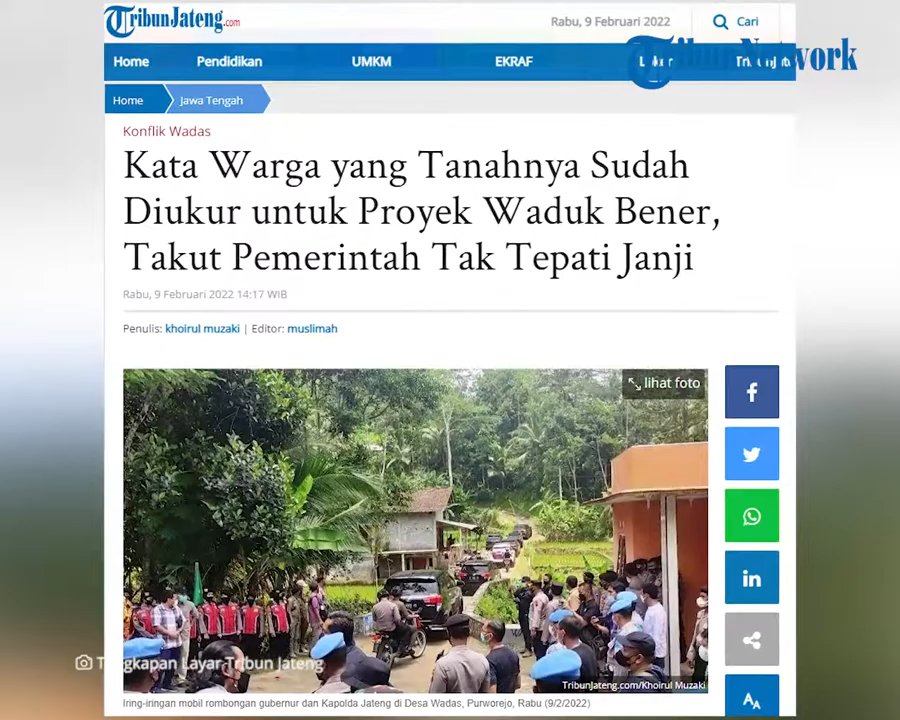 TribunJateng.com
Rabu, 9 Februari 2022
Cari
Tribun Network
Home
Pendidikan
UMKM
EKRAF
Loker
Home
Jawa Tengah
Konflik Wadas
Kata Warga yang Tanahnya Sudah
Diukur untuk Proyek Waduk Bener,
Takut Pemerintah Tak Tepati Janji
Rabu, 9 Februari 2022 14:17 WIB
Penulis: khoirul muzaki | Editor: muslimah
lihat foto
Tangkapan Layar Tribun Jateng
TribunJateng.com/Khoirul Muzaki
Iring-iringan mobil rombongan gubernur dan Kapolda Jateng di Desa Wadas, Purworejo, Rabu (9/2/2022)